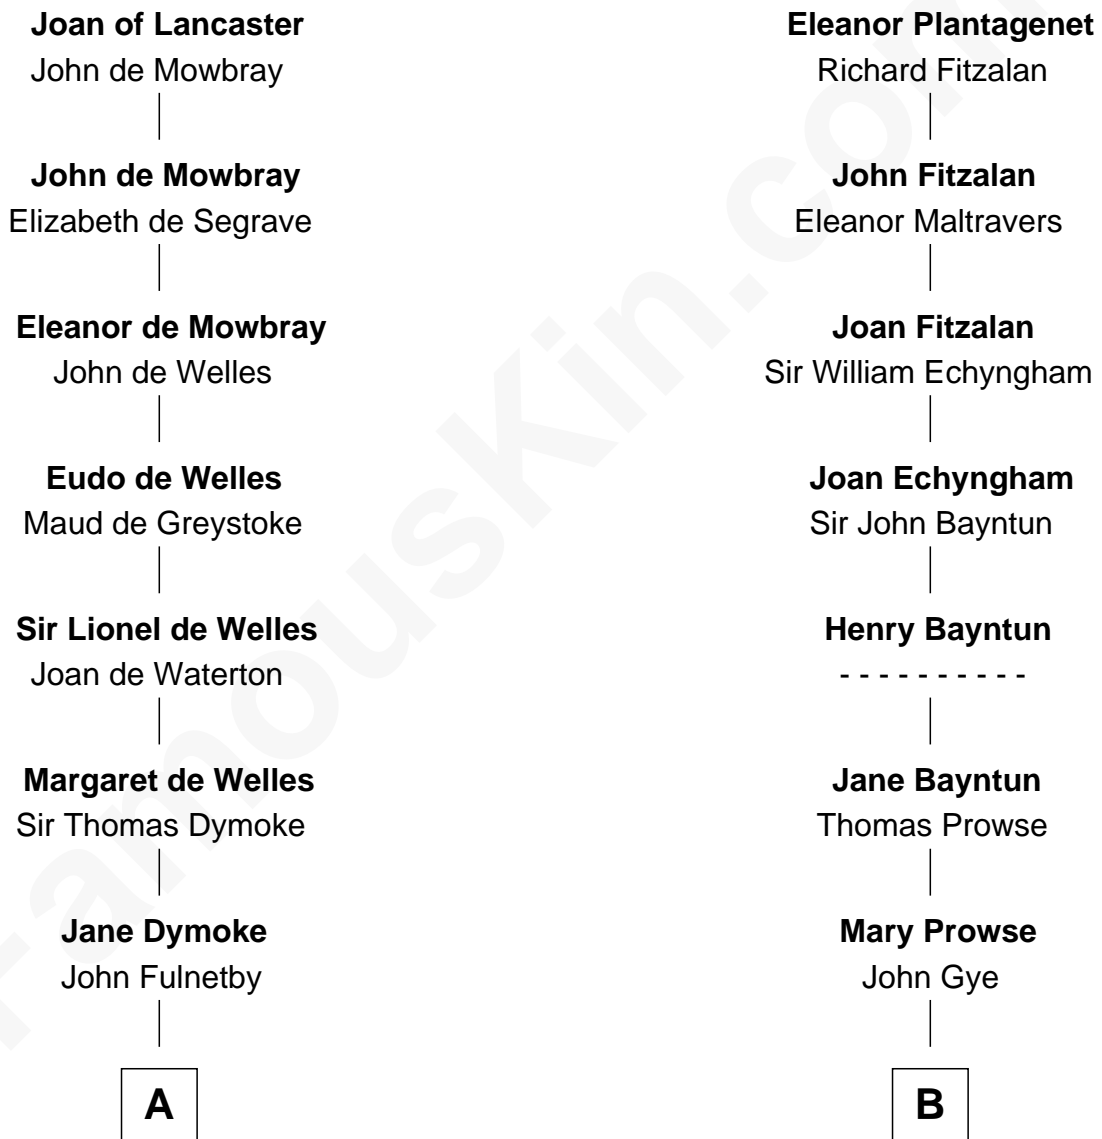 Joan of Lancaster
John de Mowbray
John de Mowbray
Elizabeth de Segrave
Eleanor de Mowbray
John de Welles
Eudo de Welles
Maud de Greystoke
Sir Lionel de Welles
Joan de Waterton
Margaret de Welles
Sir Thomas Dymoke
Jane Dymoke
John Fulnetby
A
Eleanor Plantagenet
Richard Fitzalan
John Fitzalan
Eleanor Maltravers
Joan Fitzalan
Sir William Echyngham
Joan Echyngham
Sir John Bayntun
Henry Bayntun
- - - - - - - - - -
Jane Bayntun
Thomas Prowse
Mary Prowse
John Gye
B
FamousKin.com